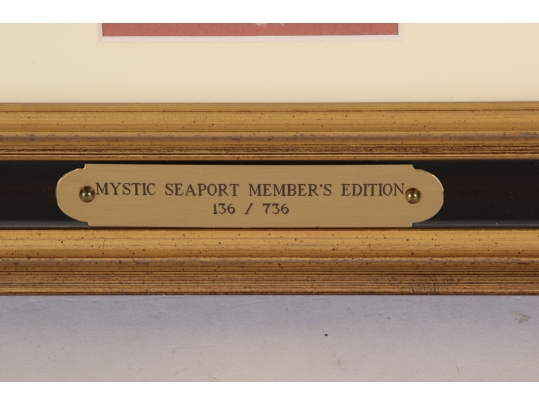 MYSTIC SEAPORT MEMBER'S EDITION
136 / 736